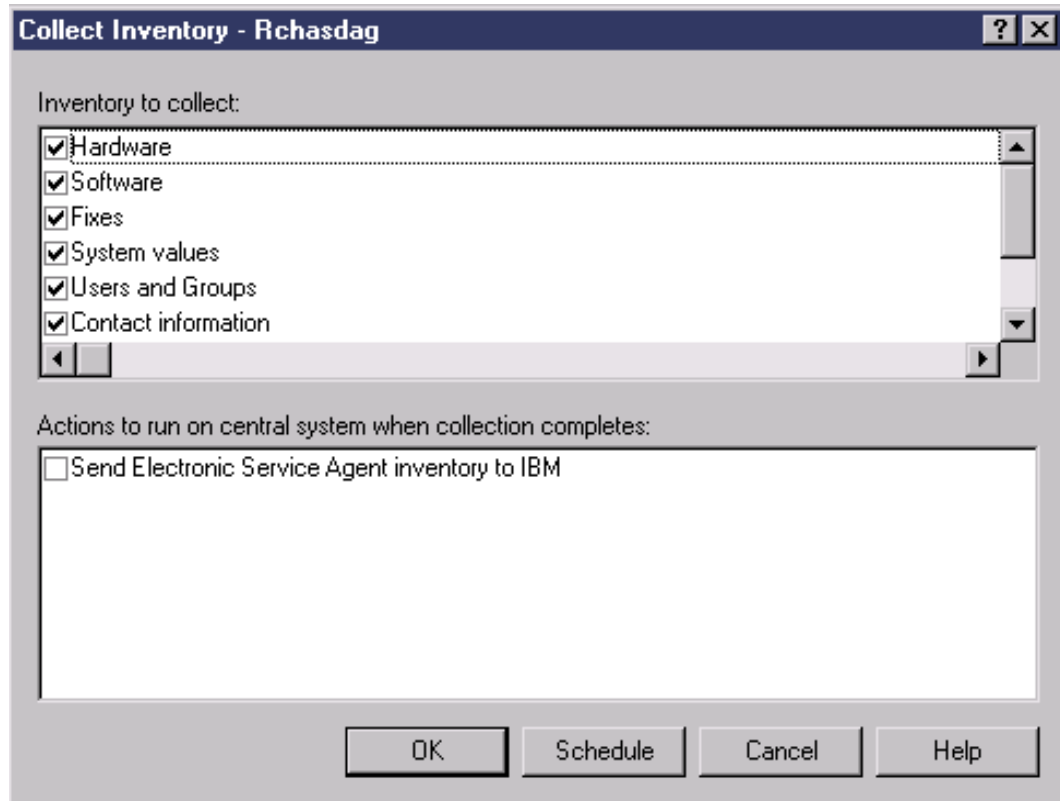 Collect Inventory - Rchasdag
Inventory to collect:
Hardware
Software
Fixes
System values
Users and Groups
Contact information
Actions to run on central system when collection completes:
Send Electronic Service Agent inventory to IBM
OK Schedule Cancel Help